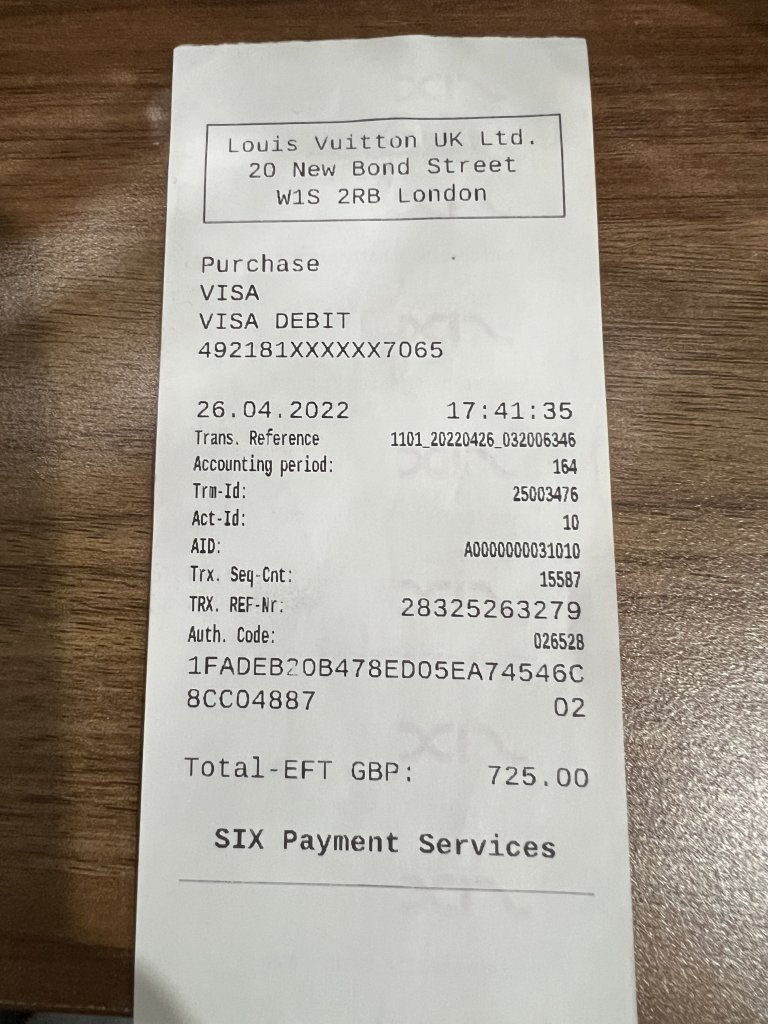 Louis Vuitton UK Ltd.
20 New Bond Street
W1S 2RB London
Purchase
VISA
VISA DEBIT
492181XXXXXX7065
26.04.2022 17:41:35
Trans. Reference 1101_20220426_032006346
Accounting period: 164
Trm-Id: 25003476
Act-Id: 10
AID: A0000000031010
Trx. Seq-Cnt: 15587
TRX. REF-Nr: 28325263279
Auth. Code: 026528
1FADEB20B478ED05EA74546C
8CC04887 02
Total-EFT GBP: 725.00
SIX Payment Services